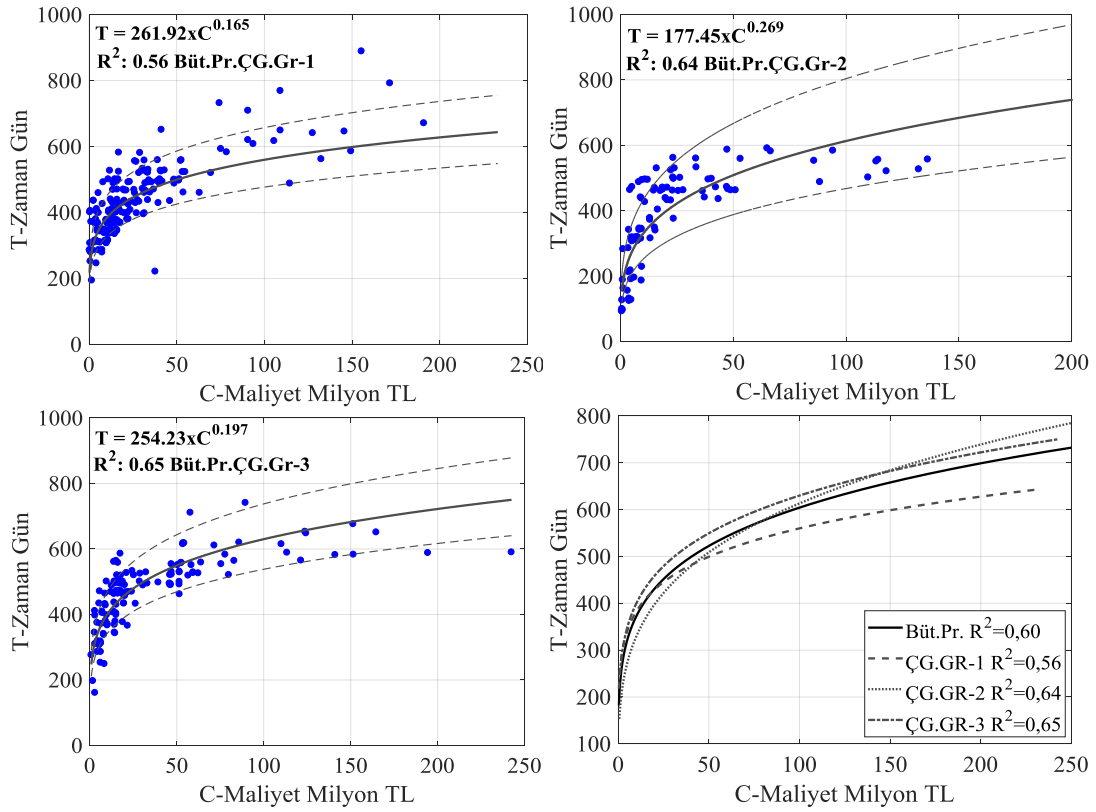 T = 261.92xC^0.165
R^2: 0.56 Büt.Pr.ÇG.Gr-1
1000
800
600
400
200
0
T-Zaman Gün
0 50 100 150 200 250
C-Maliyet Milyon TL
T = 177.45xC^0.269
R^2: 0.64 Büt.Pr.ÇG.Gr-2
1000
800
600
400
200
0
T-Zaman Gün
0 50 100 150 200
C-Maliyet Milyon TL
T = 254.23xC^0.197
R^2: 0.65 Büt.Pr.ÇG.Gr-3
1000
800
600
400
200
0
T-Zaman Gün
0 50 100 150 200 250
C-Maliyet Milyon TL
800
700
600
500
400
300
200
100
T-Zaman Gün
Büt.Pr. R^2=0,60
ÇG.GR-1 R^2=0,56
ÇG.GR-2 R^2=0,64
ÇG.GR-3 R^2=0,65
0 50 100 150 200 250
C-Maliyet Milyon TL